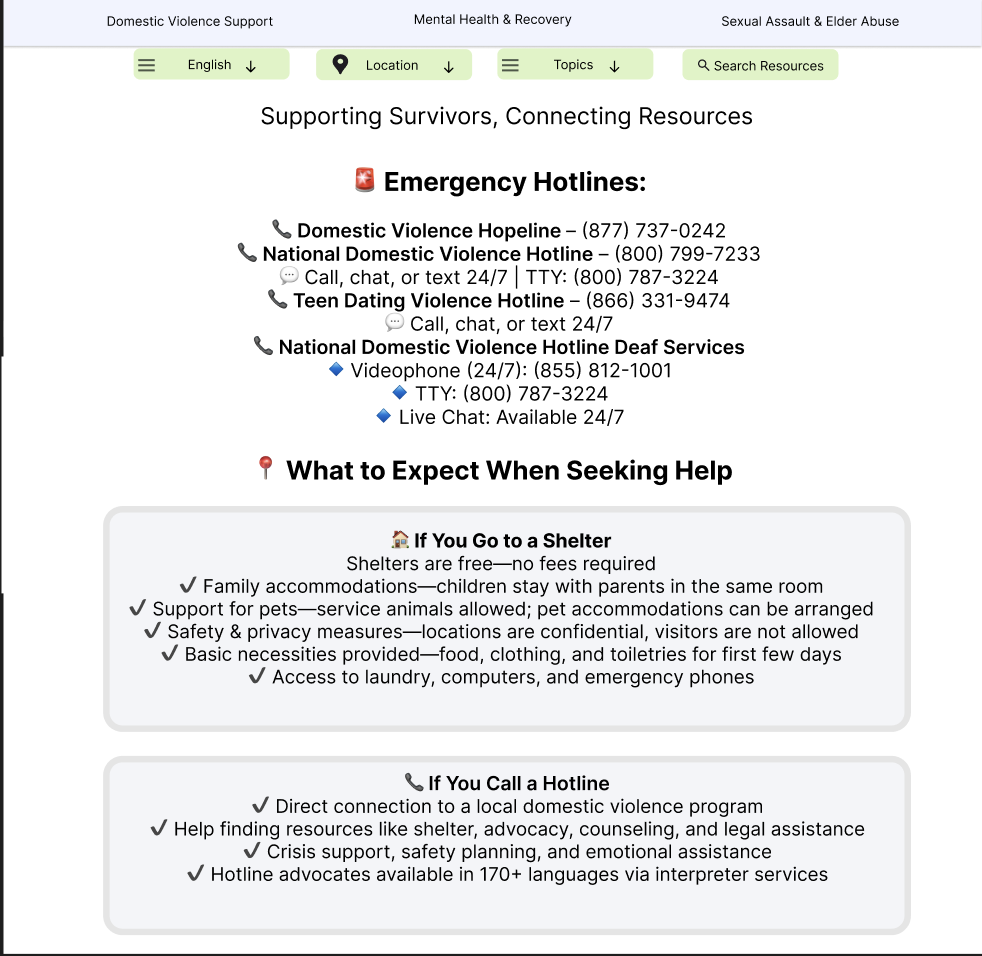 Domestic Violence Support
Mental Health & Recovery
Sexual Assault & Elder Abuse
English ↓
Location ↓
Topics ↓
Search Resources
Supporting Survivors, Connecting Resources
🚨 Emergency Hotlines:
📞 Domestic Violence Hopeline – (877) 737-0242
📞 National Domestic Violence Hotline – (800) 799-7233
💬 Call, chat, or text 24/7 | TTY: (800) 787-3224
📞 Teen Dating Violence Hotline – (866) 331-9474
💬 Call, chat, or text 24/7
📞 National Domestic Violence Hotline Deaf Services
🔹 Videophone (24/7): (855) 812-1001
🔹 TTY: (800) 787-3224
🔹 Live Chat: Available 24/7
📍 What to Expect When Seeking Help
🏠 If You Go to a Shelter
Shelters are free—no fees required
✔ Family accommodations—children stay with parents in the same room
✔ Support for pets—service animals allowed; pet accommodations can be arranged
✔ Safety & privacy measures—locations are confidential, visitors are not allowed
✔ Basic necessities provided—food, clothing, and toiletries for first few days
✔ Access to laundry, computers, and emergency phones
📞 If You Call a Hotline
✔ Direct connection to a local domestic violence program
✔ Help finding resources like shelter, advocacy, counseling, and legal assistance
✔ Crisis support, safety planning, and emotional assistance
✔ Hotline advocates available in 170+ languages via interpreter services